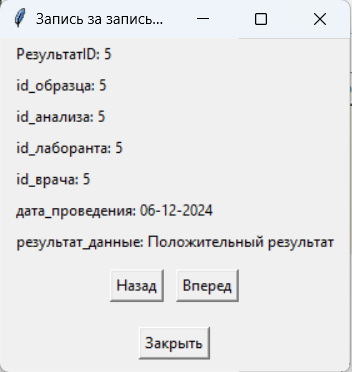 Запись за запись...
РезультатID: 5
id_образца: 5
id_анализа: 5
id_лаборанта: 5
id_врача: 5
дата_проведения: 06-12-2024
результат_данные: Положительный результат
Назад Вперед
Закрыть